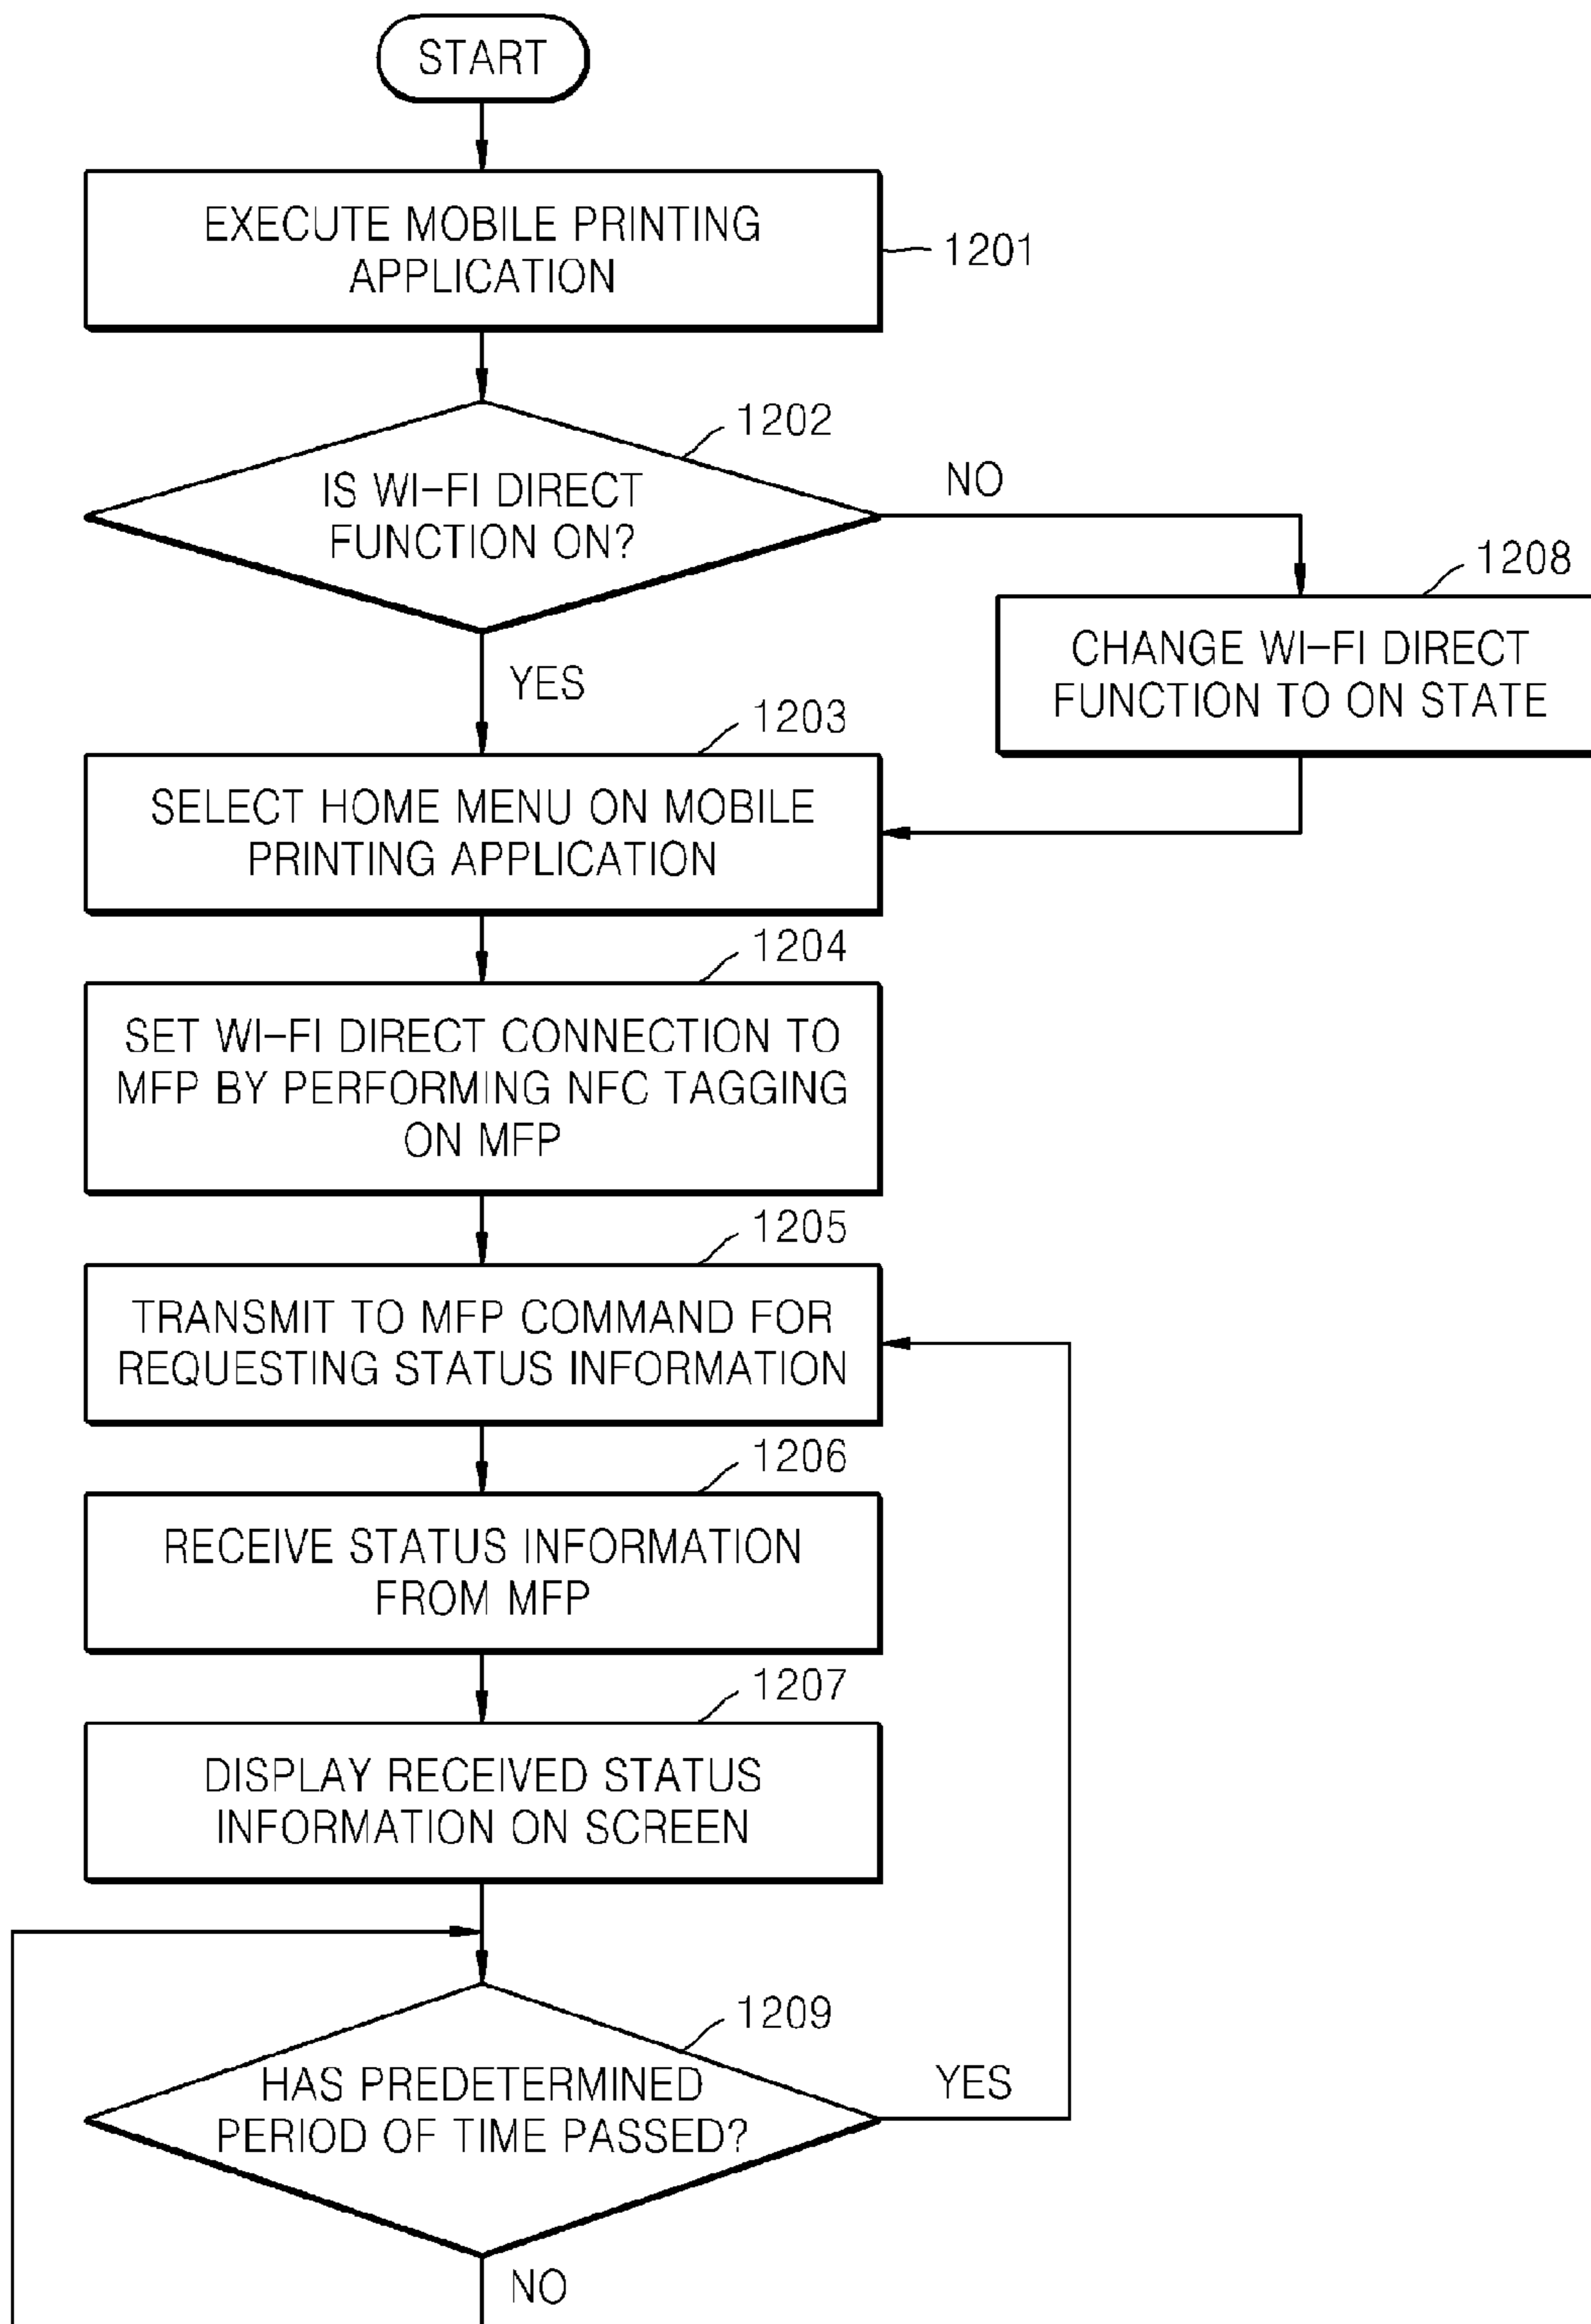 START
EXECUTE MOBILE PRINTING
APPLICATION
1201
1202
IS WI-FI DIRECT
FUNCTION ON?
NO
1208
CHANGE WI-FI DIRECT
FUNCTION TO ON STATE
YES
1203
SELECT HOME MENU ON MOBILE
PRINTING APPLICATION
1204
SET WI-FI DIRECT CONNECTION TO
MFP BY PERFORMING NFC TAGGING
ON MFP
1205
TRANSMIT TO MFP COMMAND FOR
REQUESTING STATUS INFORMATION
1206
RECEIVE STATUS INFORMATION
FROM MFP
1207
DISPLAY RECEIVED STATUS
INFORMATION ON SCREEN
1209
HAS PREDETERMINED
PERIOD OF TIME PASSED?
YES
NO